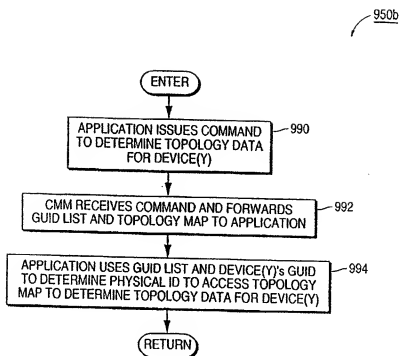 950b
ENTER
APPLICATION ISSUES COMMAND
TO DETERMINE TOPOLOGY DATA
FOR DEVICE(Y)
990
CMM RECEIVES COMMAND AND FORWARDS
GUID LIST AND TOPOLOGY MAP TO APPLICATION
992
APPLICATION USES GUID LIST AND DEVICE(Y)'s GUID
TO DETERMINE PHYSICAL ID TO ACCESS TOPOLOGY
MAP TO DETERMINE TOPOLOGY DATA FOR DEVICE(Y)
994
RETURN